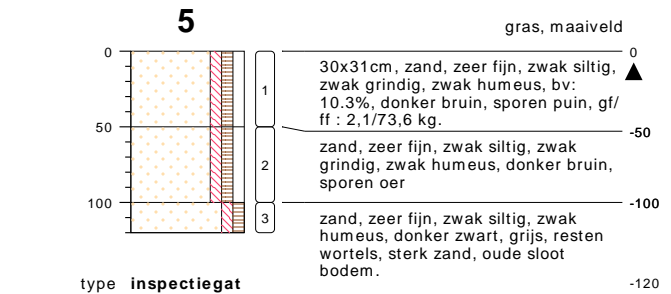 5
gras, maaiveld
0
0
30x31cm, zand, zeer fijn, zwak siltig,
zwak grindig, zwak humeus, bv:
10.3%, donker bruin, sporen puin, gf/
ff : 2,1/73,6 kg.
1
50
-50
zand, zeer fijn, zwak siltig, zwak
grindig, zwak humeus, donker bruin,
sporen oer
2
100
-100
zand, zeer fijn, zwak siltig, zwak
humeus, donker zwart, grijs, resten
wortels, sterk zand, oude sloot
bodem.
3
type inspectiegat
-120